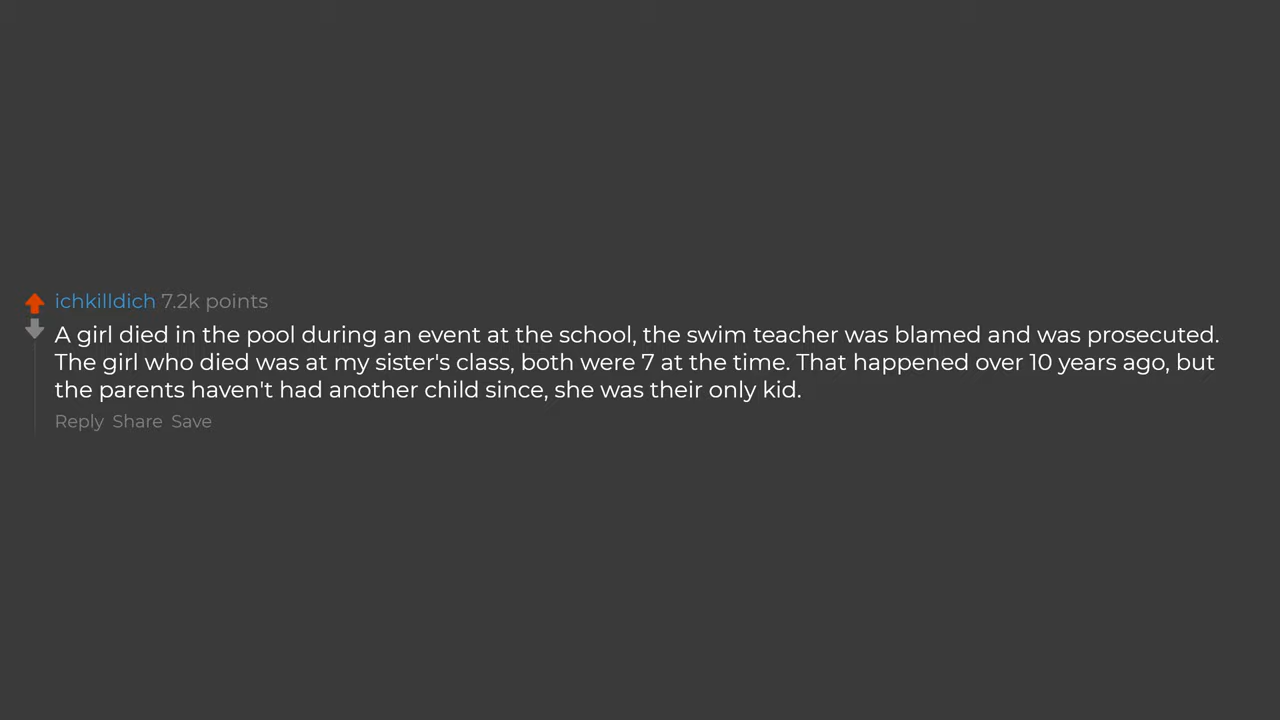 ichkilldich 7.2k points
A girl died in the pool during an event at the school, the swim teacher was blamed and was prosecuted.
The girl who died was at my sister's class, both were 7 at the time. That happened over 10 years ago, but
the parents haven't had another child since, she was their only kid.
Reply Share Save